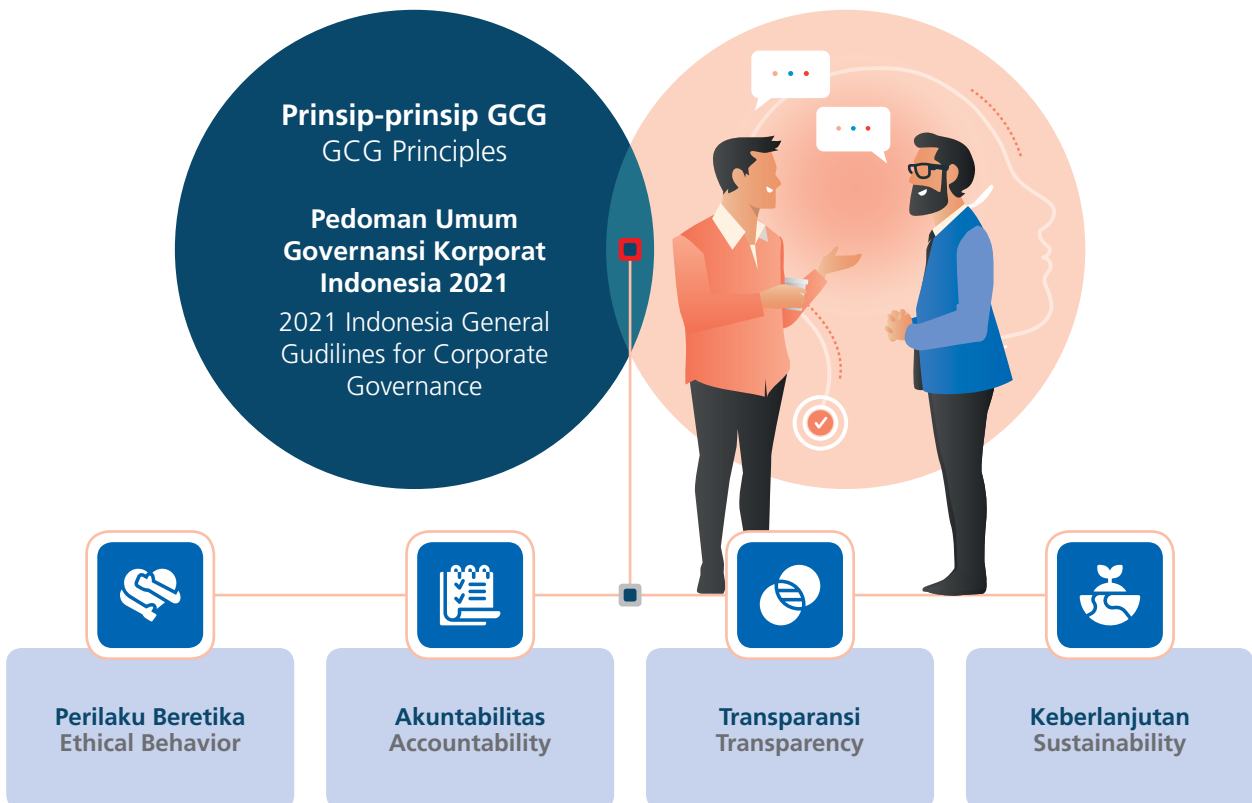 Prinsip-prinsip GCG
GCG Principles
Pedoman Umum
Governansi Korporat
Indonesia 2021
2021 Indonesia General
Gudilines for Corporate
Governance
Perilaku Beretika
Ethical Behavior
Akuntabilitas
Accountability
Transparansi
Transparency
Keberlanjutan
Sustainability